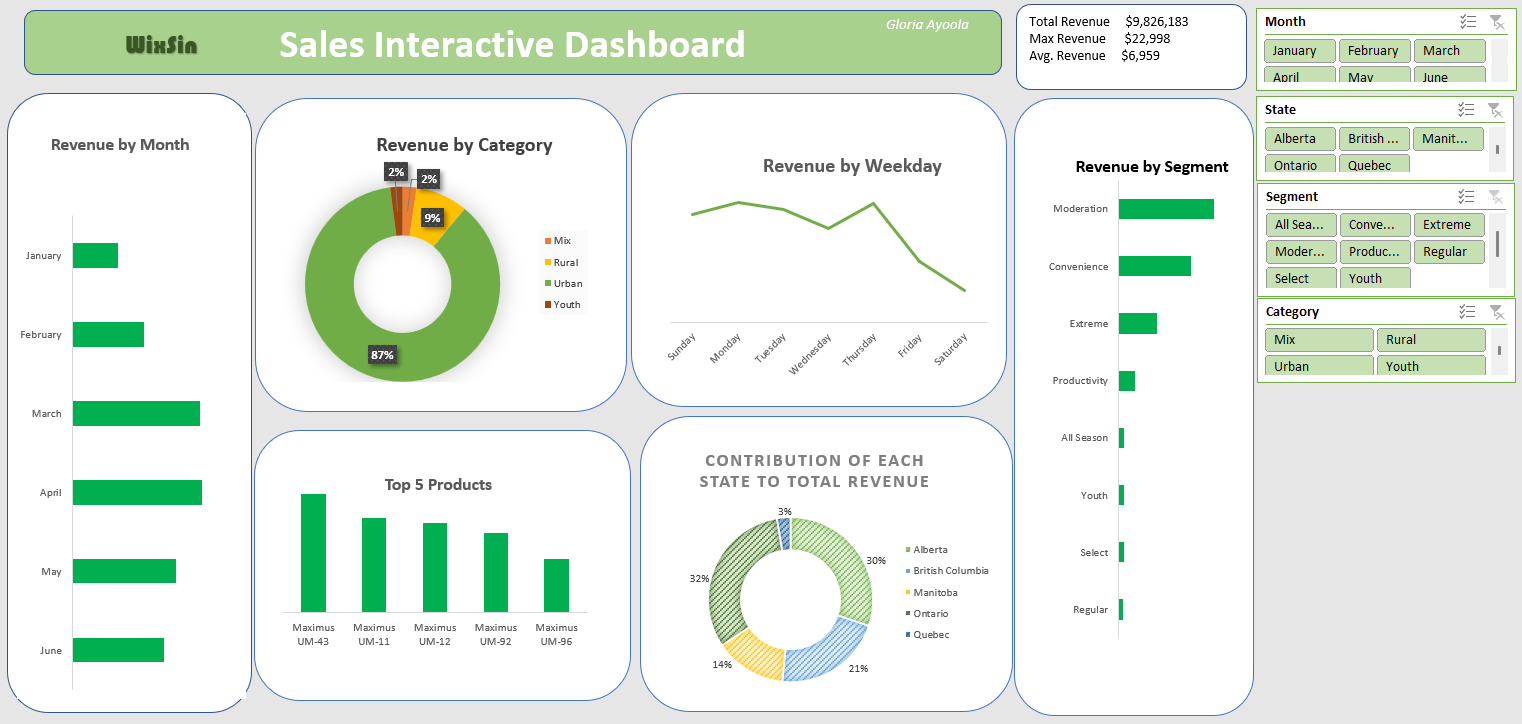 WixSin
Sales Interactive Dashboard
Gloria Ayoola
Total Revenue $9,826,183
Max Revenue $22,998
Avg. Revenue $6,959
Month
January February March
April May June
State
Alberta British ... Manit...
Ontario Quebec
Segment
All Sea... Conve... Extreme
Moder... Produc... Regular
Select Youth
Category
Mix Rural
Urban Youth
Revenue by Month
January
February
March
April
May
June
Revenue by Category
2%
2%
9%
87%
Mix
Rural
Urban
Youth
Revenue by Weekday
Sunday
Monday
Tuesday
Wednesday
Thursday
Friday
Saturday
Revenue by Segment
Moderation
Convenience
Extreme
Productivity
All Season
Youth
Select
Regular
Top 5 Products
Maximus
UM-43
Maximus
UM-11
Maximus
UM-12
Maximus
UM-92
Maximus
UM-96
CONTRIBUTION OF EACH
STATE TO TOTAL REVENUE
3%
30%
32%
14%
21%
Alberta
British Columbia
Manitoba
Ontario
Quebec